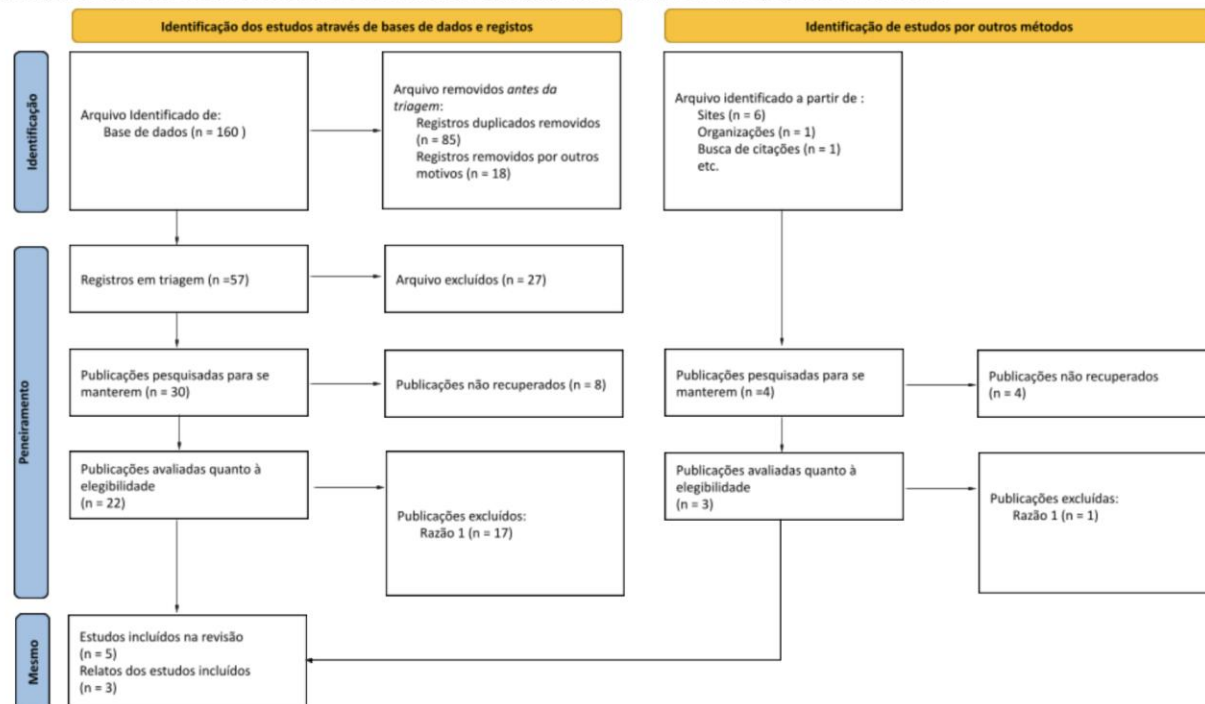 Identificação dos estudos através de bases de dados e registos
Identificação de estudos por outros métodos
Identificação
Arquivo Identificado de:
Base de dados (n = 160 )
Arquivo removidos antes da
triagem:
Registros duplicados removidos
(n = 85)
Registros removidos por outros
motivos (n = 18)
Arquivo identificado a partir de :
Sites (n = 6)
Organizações (n = 1)
Busca de citações (n = 1)
etc.
Peneiramento
Registros em triagem (n =57)
Arquivo excluídos (n = 27)
Publicações pesquisadas para se
manterem (n = 30)
Publicações não recuperados (n = 8)
Publicações pesquisadas para se
manterem (n =4)
Publicações não recuperados
(n = 4)
Publicações avaliadas quanto à
elegibilidade
(n = 22)
Publicações excluídos:
Razão 1 (n = 17)
Publicações avaliadas quanto à
elegibilidade
(n = 3)
Publicações excluídas:
Razão 1 (n = 1)
Mesmo
Estudos incluídos na revisão
(n = 5)
Relatos dos estudos incluídos
(n = 3)